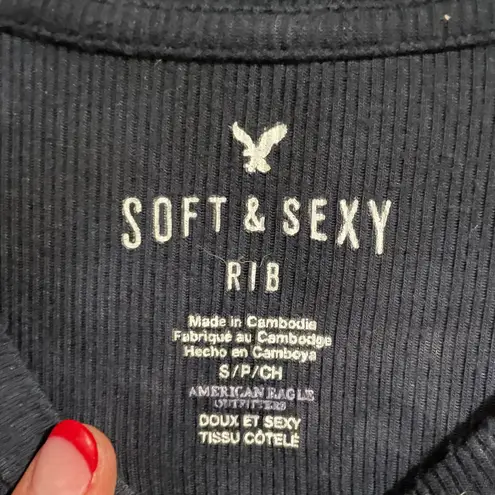 SOFT & SEXY
RIB
Made in Cambodia
Fabriqué au Cambodge
Hecho en Camboya
S/P/CH
AMERICAN EAGLE
OUTFITTERS
DOUX ET SEXY
TISSU CÔTELÉ